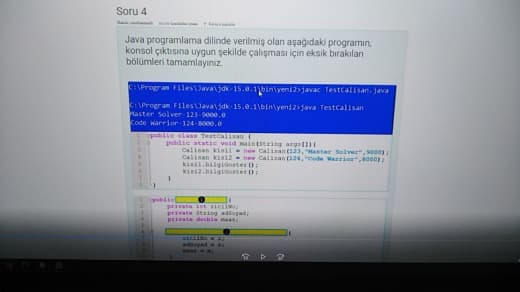 Soru 4
Java programlama dilinde verilmiş olan aşağıdaki programın,
konsol çıktısına uygun şekilde çalışması için eksik bırakılan
bölümleri tamamlayınız.
C:\Program Files\Java\jdk-15.0.1\bin\yeni2>javac TestCalisan.java
C:\Program Files\Java\jdk-15.0.1\bin\yeni2>java TestCalisan
Master Solver-123-9000.0
Code Warrior-124-8000.0
public class TestCalisan {
public static void main(String args[]){
Calisan kisi1 = new Calisan(123,"Master Solver",9000);
Calisan kisi2 = new Calisan(124,"Code Warrior",8000);
kisi1.bilgiGoster();
kisi2.bilgiGoster();
}
public 1 {
private int sicilNo;
private String adSoyad;
private double maas;
2 {
sicilNo = s;
adSoyad = a;
maas = m;